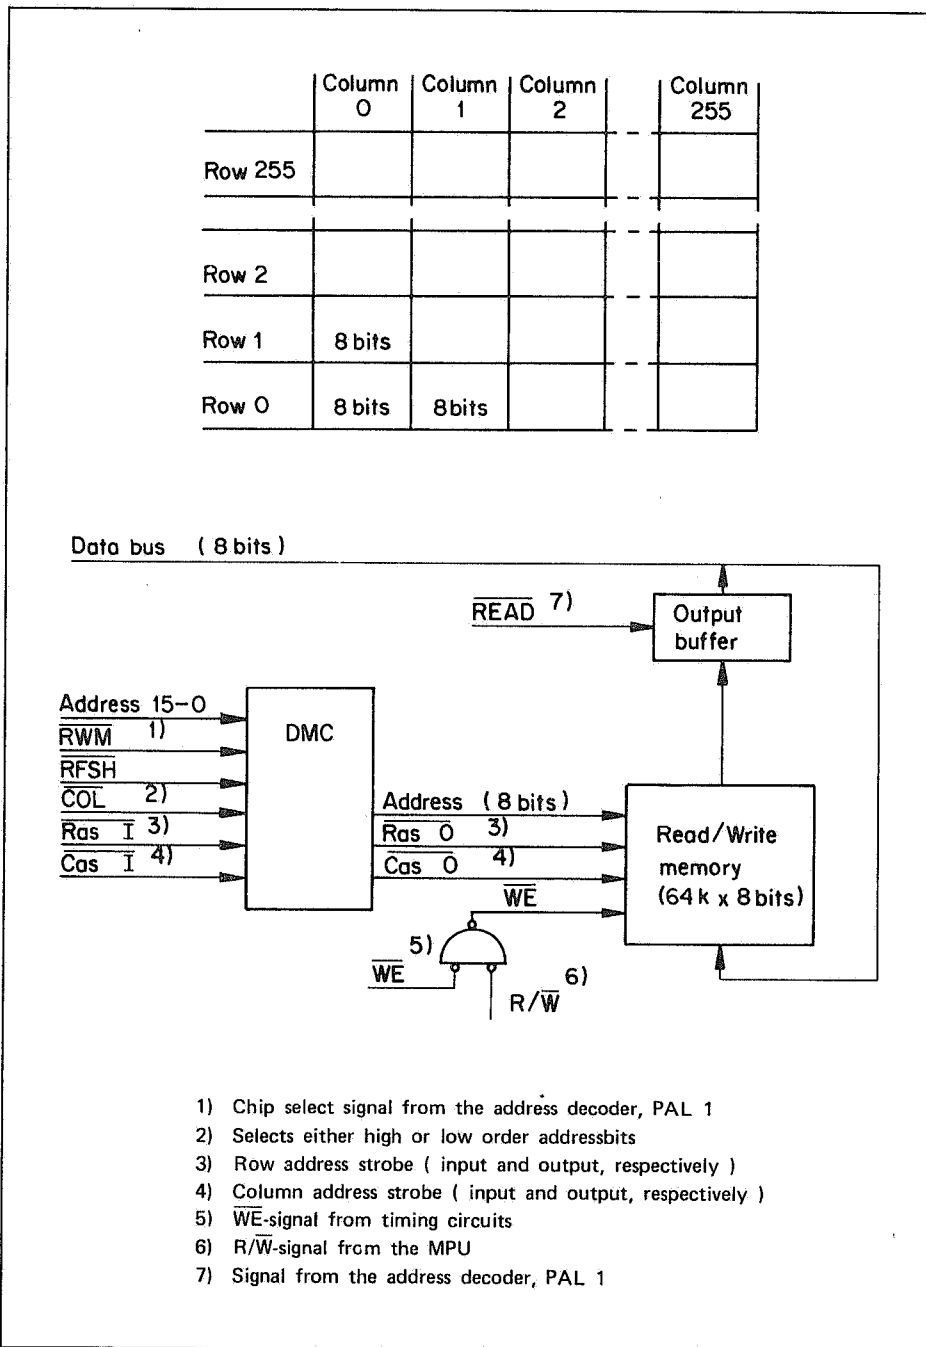 Column 0 Column 1 Column 2 Column 255
Row 255
Row 2
Row 1 8 bits
Row 0 8 bits 8 bits
Data bus ( 8 bits )
READ 7)
Output
buffer
Address 15-0
RWM 1)
RFSH
COL 2)
Ras I 3)
Cas I 4)
DMC
Address ( 8 bits )
Ras O 3)
Cas O 4)
WE
Read/Write
memory
(64 k x 8 bits)
5)
WE
6)
R/W
1) Chip select signal from the address decoder, PAL 1
2) Selects either high or low order addressbits
3) Row address strobe ( input and output, respectively )
4) Column address strobe ( input and output, respectively )
5) WE-signal from timing circuits
6) R/W-signal from the MPU
7) Signal from the address decoder, PAL 1